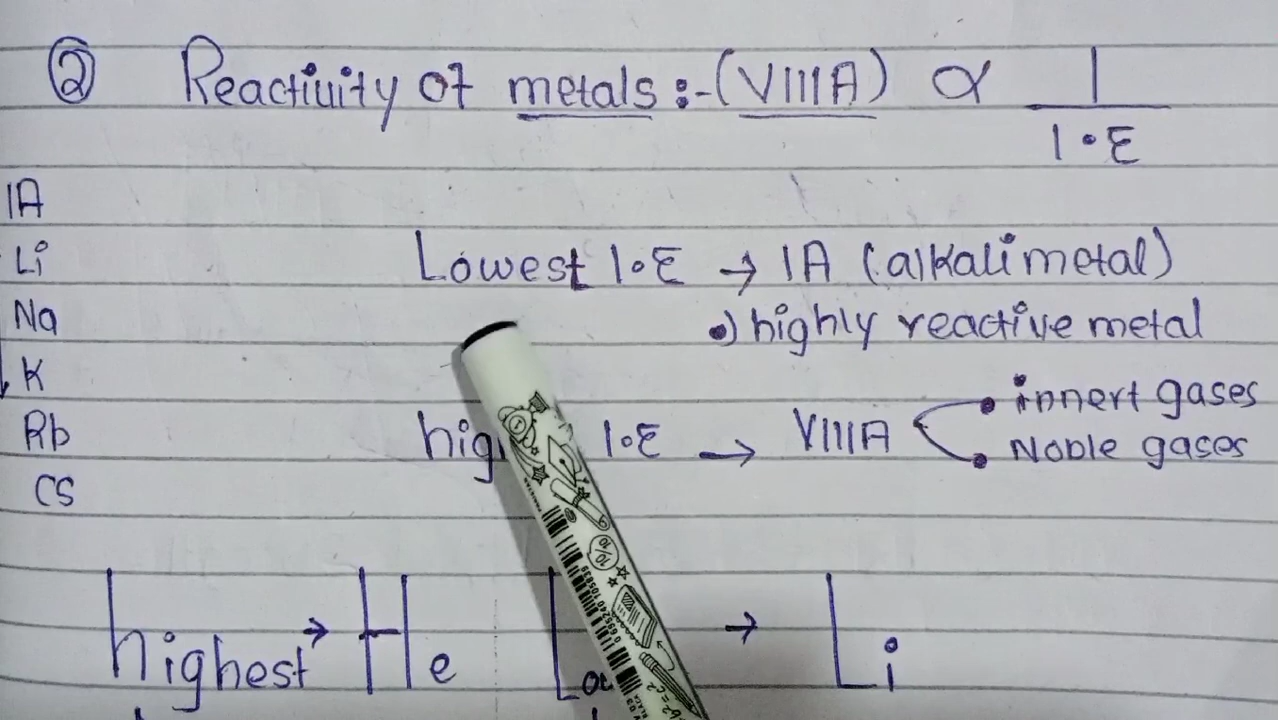 ② Reactivity of metals :- (VIIIA) ∝ 1/I.E
IA
Li
Lowest I.E → IA (alkali metal)
Na
•) highly reactive metal
K
• innert gases
Rb
I.E → VIIIA
• Noble gases
Cs
highest → He
→ Li